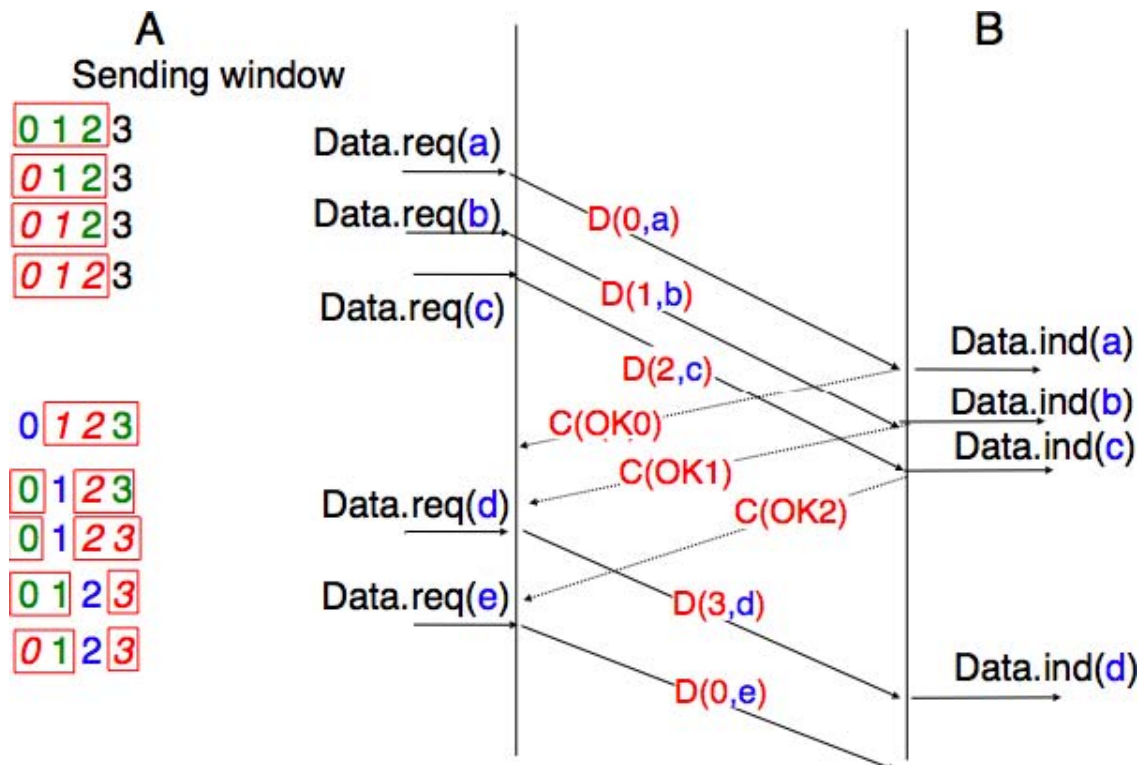 A
B
Sending window
0 1 2 3
0 1 2 3
0 1 2 3
0 1 2 3
0 1 2 3
0 1 2 3
0 1 2 3
0 1 2 3
0 1 2 3
Data.req(a)
Data.req(b)
Data.req(c)
Data.req(d)
Data.req(e)
D(0,a)
D(1,b)
D(2,c)
C(OK0)
C(OK1)
C(OK2)
D(3,d)
D(0,e)
Data.ind(a)
Data.ind(b)
Data.ind(c)
Data.ind(d)